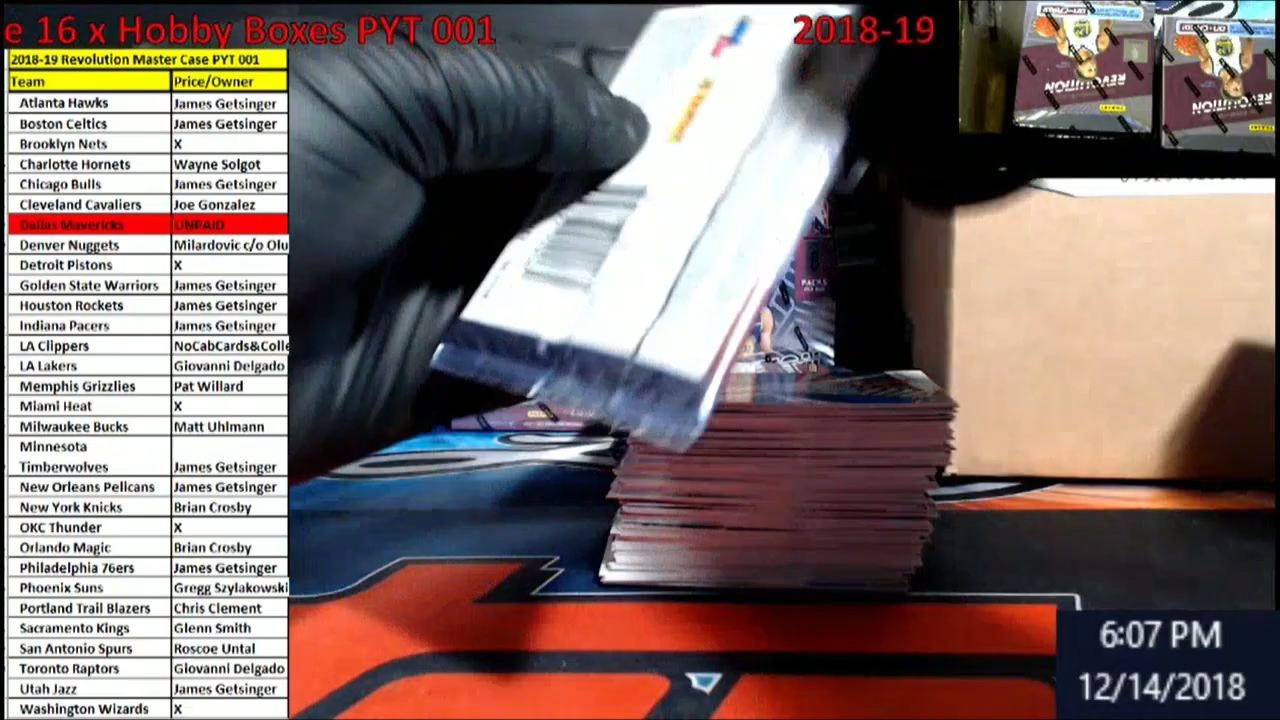 e 16 x Hobby Boxes PYT 001
2018-19
2018-19 Revolution Master Case PYT 001
Team Price/Owner
Atlanta Hawks James Getsinger
Boston Celtics James Getsinger
Brooklyn Nets X
Charlotte Hornets Wayne Solgot
Chicago Bulls James Getsinger
Cleveland Cavaliers Joe Gonzalez
Dallas Mavericks UNPAID
Denver Nuggets Milardovic c/o Olu
Detroit Pistons X
Golden State Warriors James Getsinger
Houston Rockets James Getsinger
Indiana Pacers James Getsinger
LA Clippers NoCabCards&Colle
LA Lakers Giovanni Delgado
Memphis Grizzlies Pat Willard
Miami Heat X
Milwaukee Bucks Matt Uhlmann
Minnesota
Timberwolves James Getsinger
New Orleans Pelicans James Getsinger
New York Knicks Brian Crosby
OKC Thunder X
Orlando Magic Brian Crosby
Philadelphia 76ers James Getsinger
Phoenix Suns Gregg Szylakowski
Portland Trail Blazers Chris Clement
Sacramento Kings Glenn Smith
San Antonio Spurs Roscoe Untal
Toronto Raptors Giovanni Delgado
Utah Jazz James Getsinger
Washington Wizards X
REVOLUTION
REVOLUTION
PACKS
6:07 PM
12/14/2018